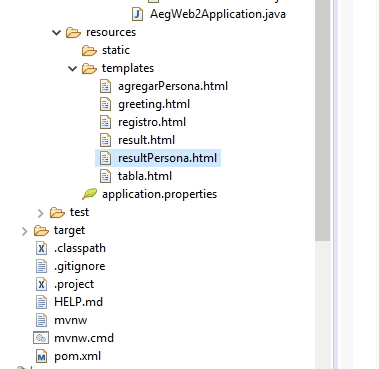 AegWeb2Application.java
resources
static
templates
agregarPersona.html
greeting.html
registro.html
result.html
resultPersona.html
tabla.html
application.properties
test
target
.classpath
.gitignore
.project
HELP.md
mvnw
mvnw.cmd
pom.xml